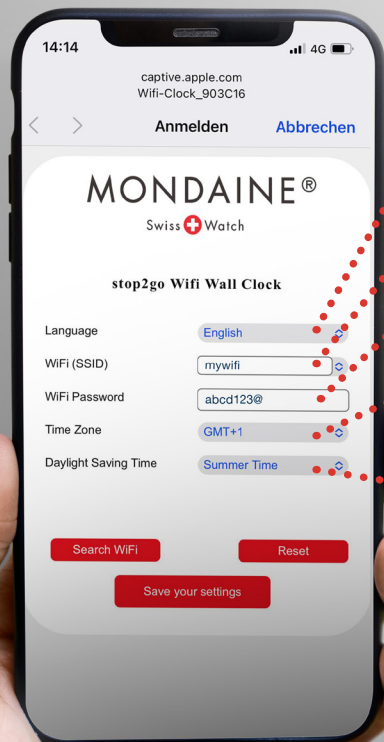 14:14
4G
captive.apple.com
Wifi-Clock_903C16
Anmelden
Abbrechen
MONDAINE®
Swiss Watch
stop2go Wifi Wall Clock
Language English
WiFi (SSID) mywifi
WiFi Password abcd123@
Time Zone GMT+1
Daylight Saving Time Summer Time
Search WiFi Reset
Save your settings